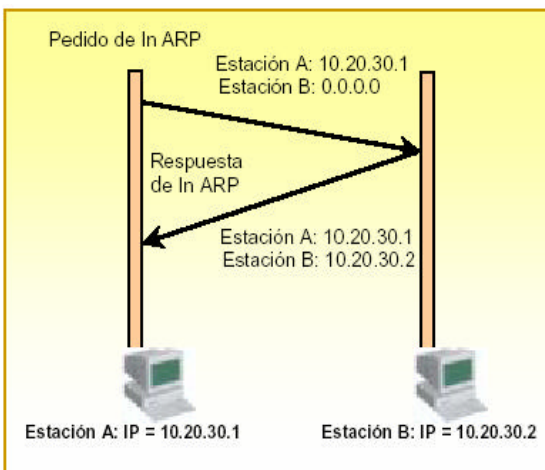 Pedido de In ARP
Estación A: 10.20.30.1
Estación B: 0.0.0.0
Respuesta
de In ARP
Estación A: 10.20.30.1
Estación B: 10.20.30.2
Estación A: IP = 10.20.30.1
Estación B: IP = 10.20.30.2